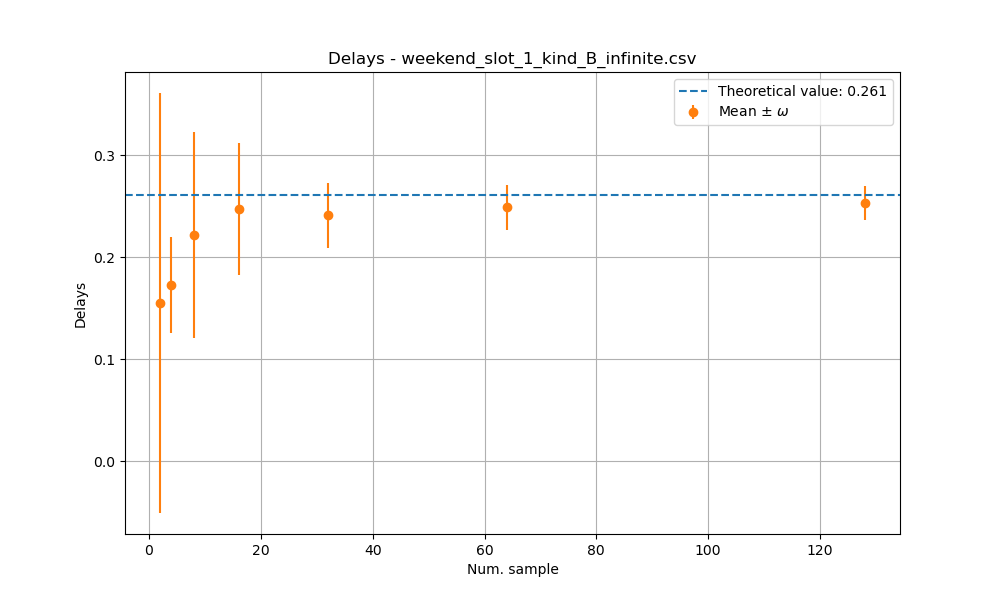 Delays - weekend_slot_1_kind_B_infinite.csv
Theoretical value: 0.261
Mean ± ω
0.3
0.2
0.1
0.0
Delays
0
20
40
60
80
100
120
Num. sample